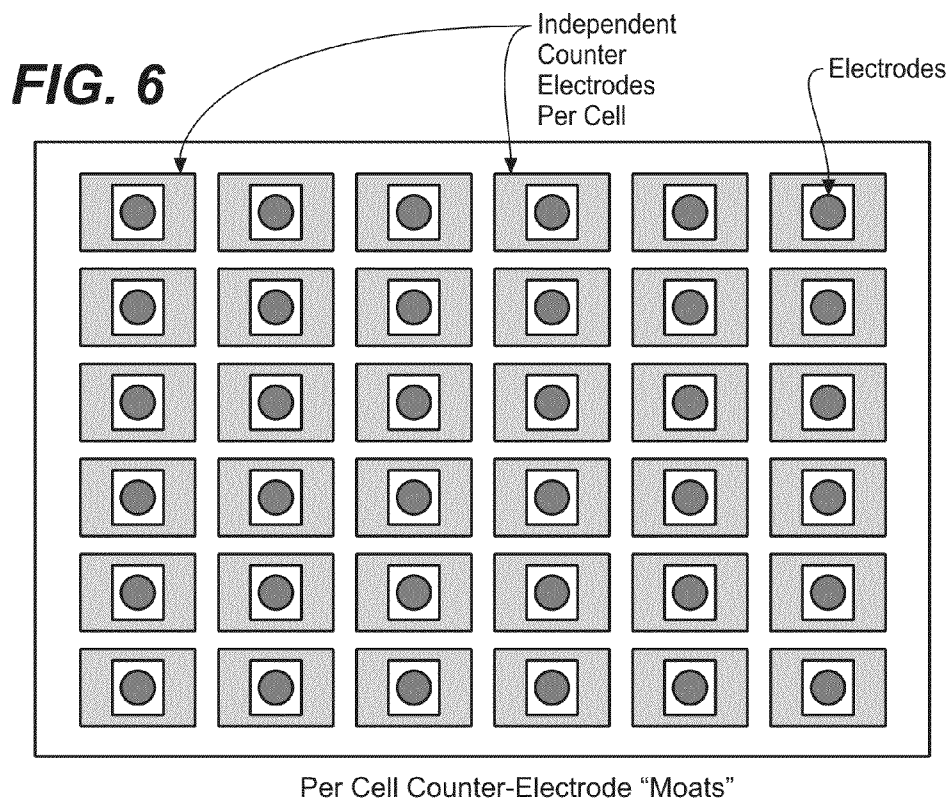 FIG. 6
Independent
Counter
Electrodes
Per Cell
Electrodes
Per Cell Counter-Electrode “Moats”